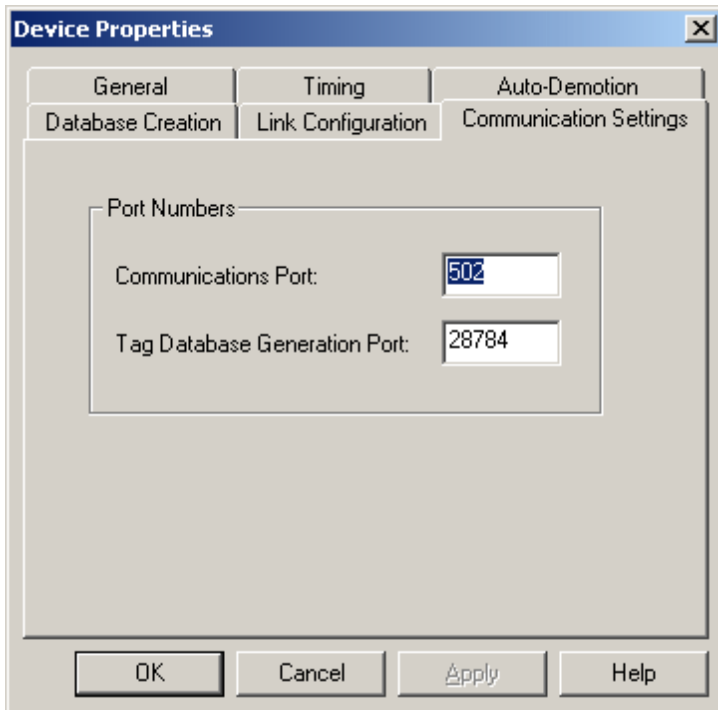 Device Properties
General Timing Auto-Demotion
Database Creation Link Configuration Communication Settings
Port Numbers
Communications Port: 502
Tag Database Generation Port: 28784
OK Cancel Apply Help